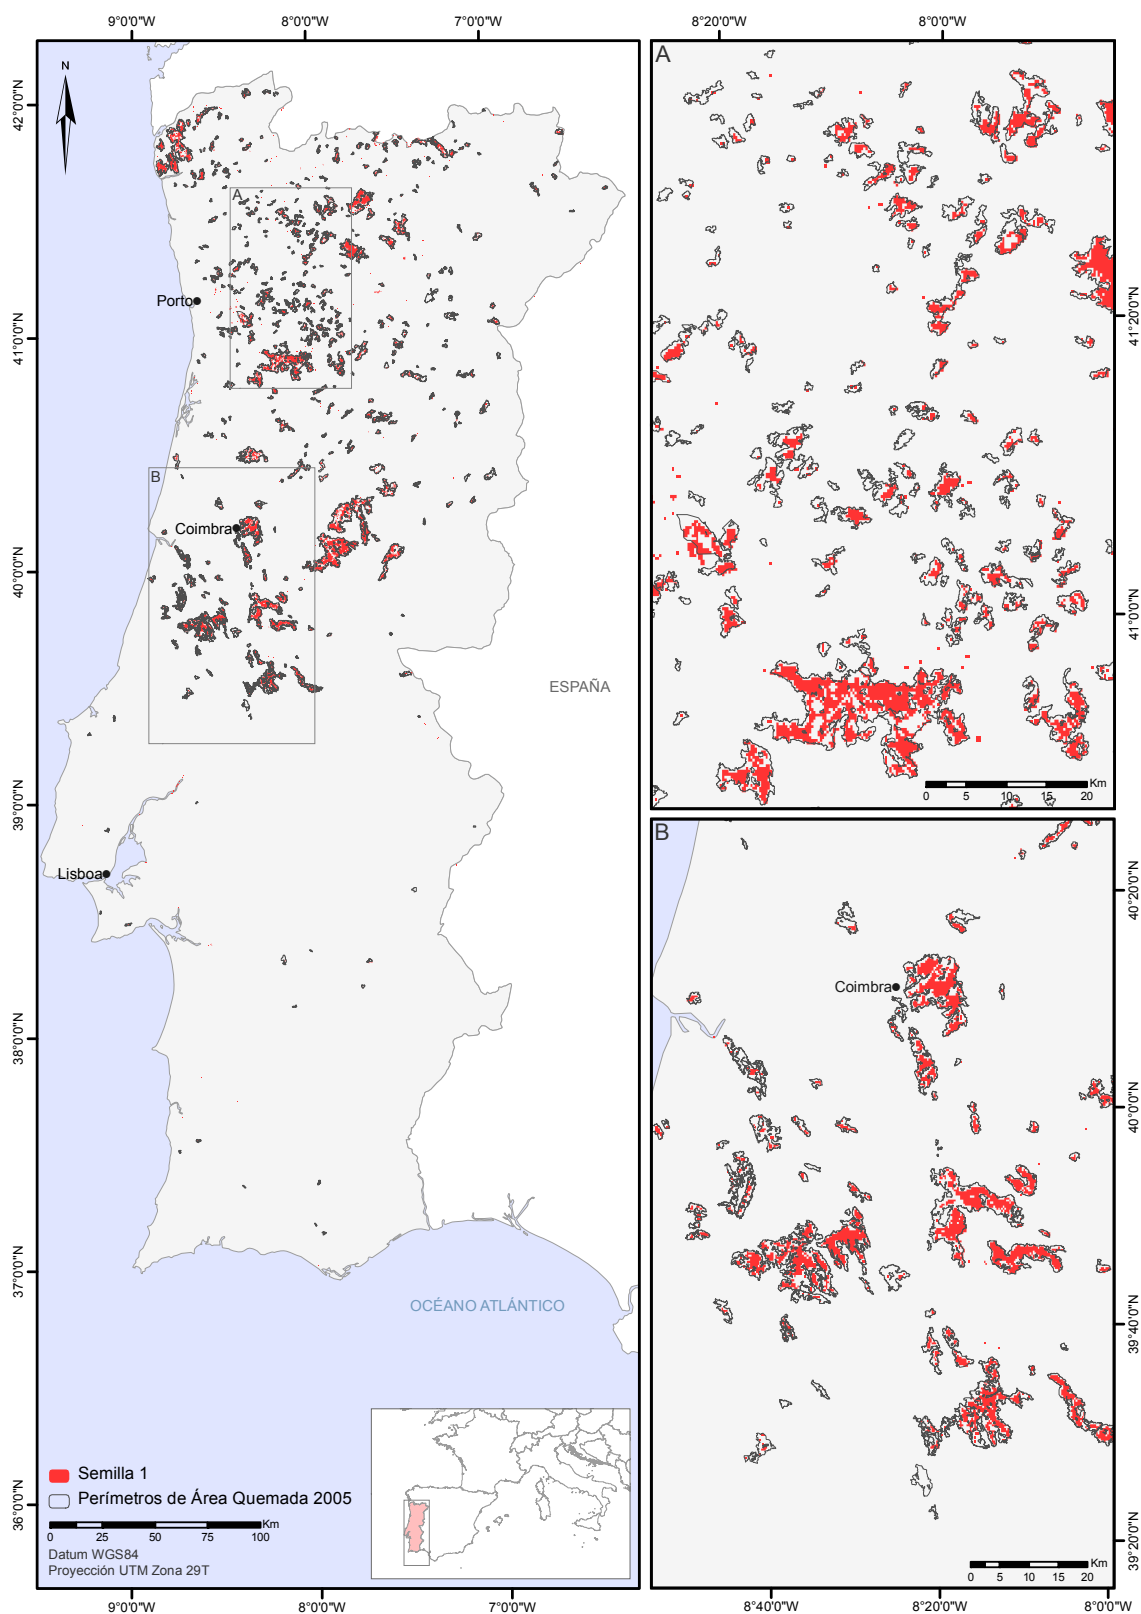 9°0'0"W
8°0'0"W
7°0'0"W
8°20'0"W
8°0'0"W
N
42°0'0"N
41°0'0"N
40°0'0"N
39°0'0"N
38°0'0"N
37°0'0"N
36°0'0"N
A
Porto
B
Coimbra
ESPAÑA
Lisboa
OCÉANO ATLÁNTICO
Semilla 1
Perímetros de Área Quemada 2005
Km
0 25 50 75 100
Datum WGS84
Proyección UTM Zona 29T
9°0'0"W
8°0'0"W
7°0'0"W
A
41°20'0"N
41°0'0"N
Km
0 5 10 15 20
B
Coimbra
40°20'0"N
40°0'0"N
39°40'0"N
39°20'0"N
Km
0 5 10 15 20
8°40'0"W
8°20'0"W
8°0'0"W